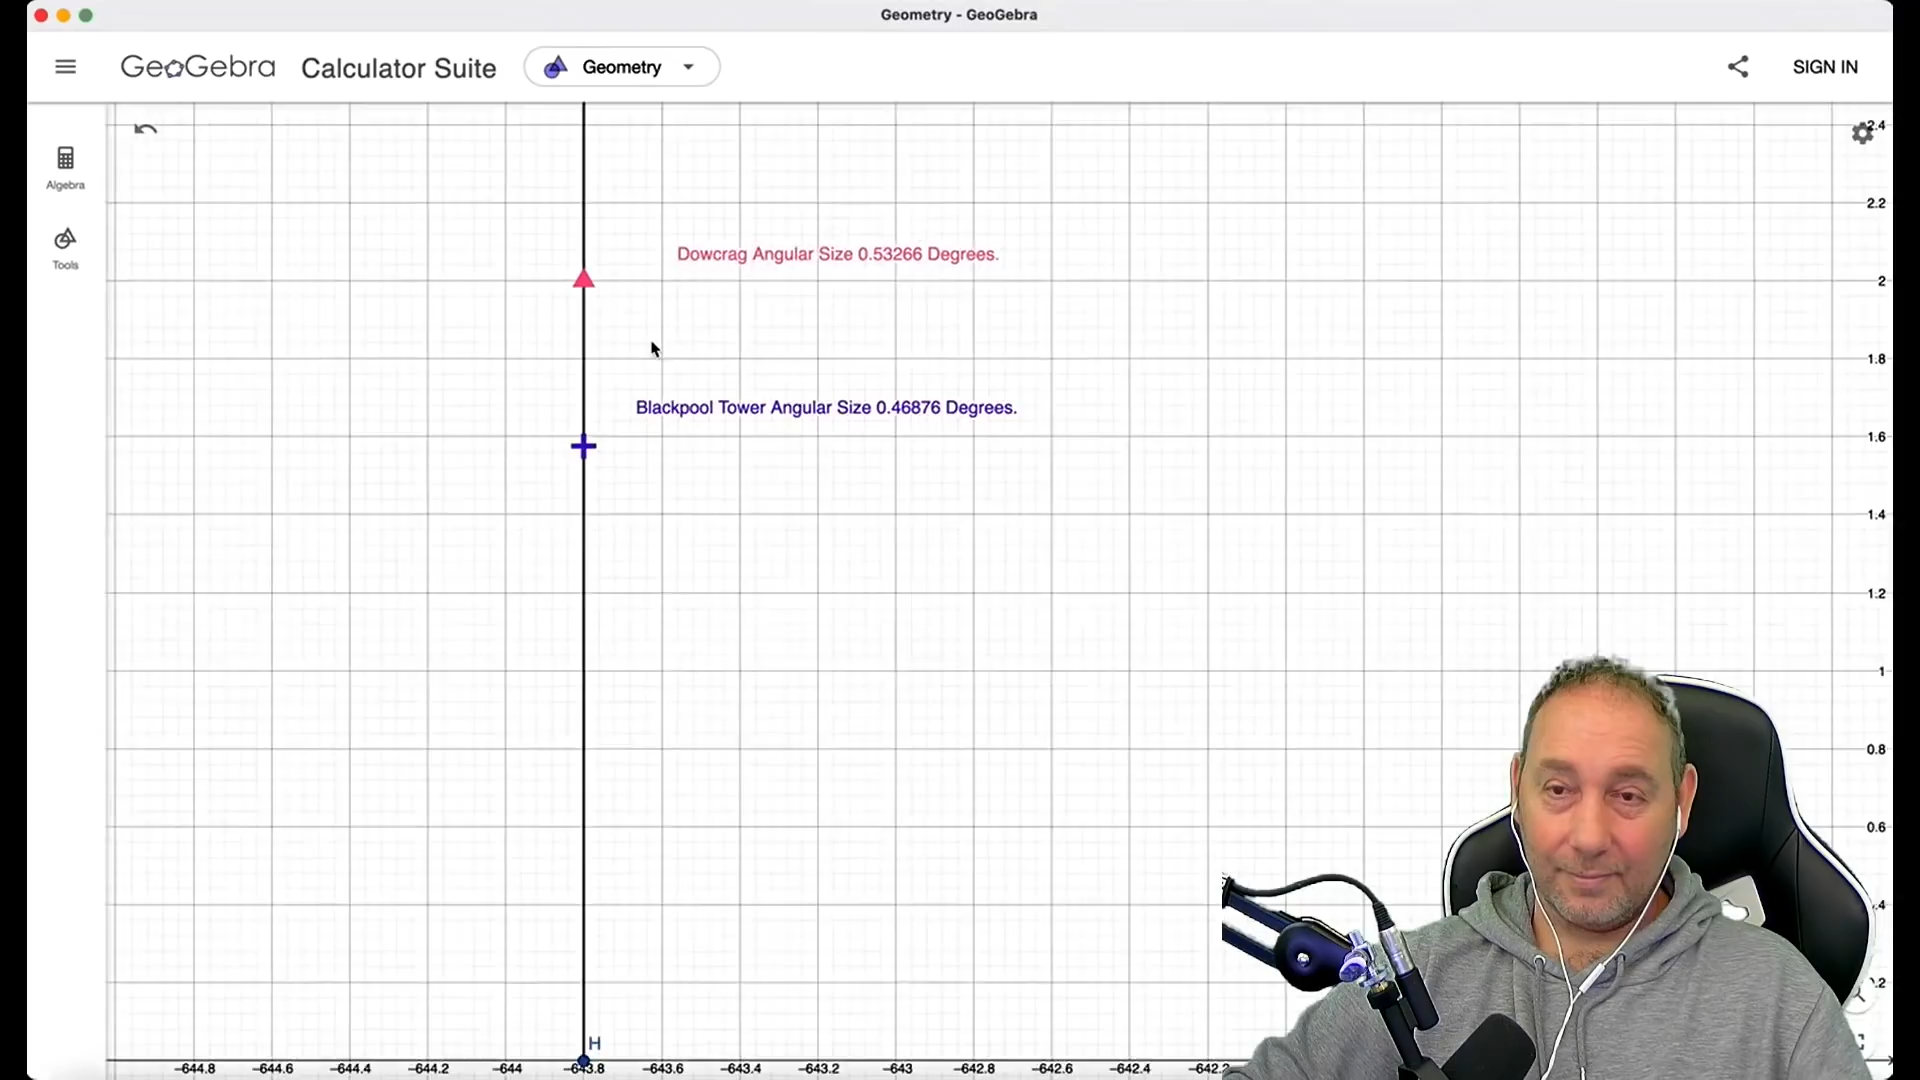 Geometry - GeoGebra
GeoGebra Calculator Suite Geometry SIGN IN
Algebra
Tools
Dowcrag Angular Size 0.53266 Degrees.
Blackpool Tower Angular Size 0.46876 Degrees.
2.4
2.2
2
1.8
1.6
1.4
1.2
1
0.8
0.6
H
−644.8 −644.6 −644.4 −644.2 −644 −643.8 −643.6 −643.4 −643.2 −643 −642.8 −642.6 −642.4